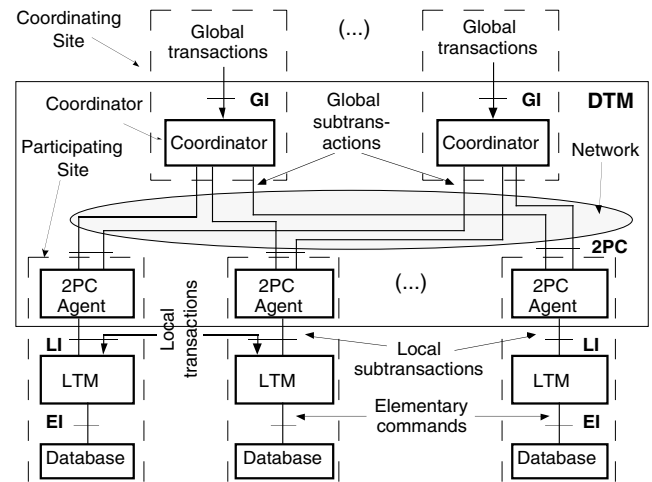 Coordinating
Site
Global
transactions
(...)
Global
transactions
GI
GI
DTM
Coordinator
Global
subtrans-
actions
Coordinator
Coordinator
Participating
Site
Network
2PC
2PC
Agent
2PC
Agent
(...)
2PC
Agent
Local
transactions
LI
LI
LTM
LTM
LTM
Local
subtransactions
EI
EI
Elementary
commands
Database
Database
Database